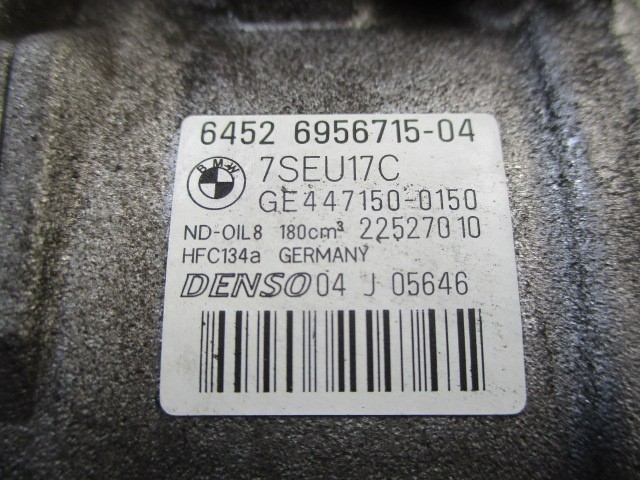 6452 6956715-04
BMW 7SEU17C
GE447150-0150
ND-OIL8 180cm³ 22527010
HFC134a GERMANY
DENSO 04 J 05646